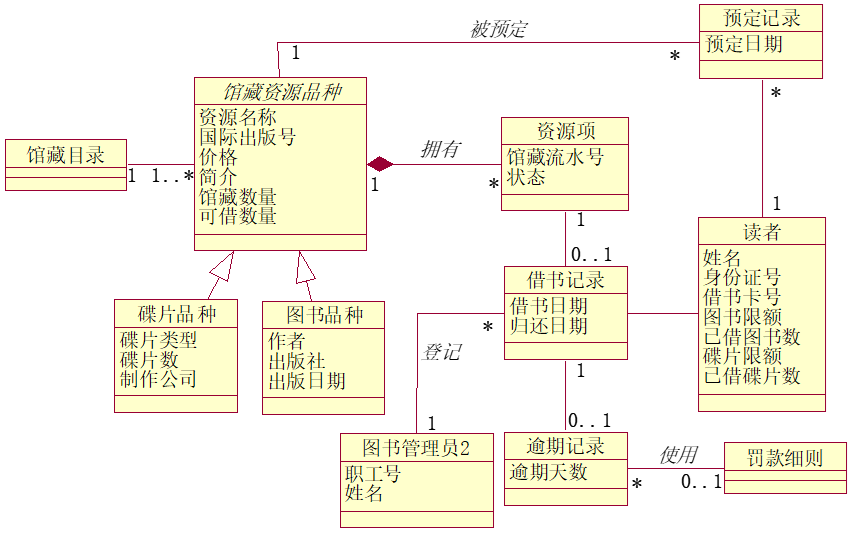 预定记录
预定日期
被预定
1
*
*
馆藏资源品种
资源名称
国际出版号
价格
简介
馆藏数量
可借数量
馆藏目录
1
1..*
拥有
1
*
资源项
馆藏流水号
状态
1
0..1
1
读者
姓名
身份证号
借书卡号
图书限额
已借图书数
碟片限额
已借碟片数
借书记录
借书日期
归还日期
碟片品种
碟片类型
碟片数
制作公司
图书品种
作者
出版社
出版日期
*
登记
1
1
0..1
图书管理员2
职工号
姓名
逾期记录
逾期天数
使用
*
0..1
罚款细则